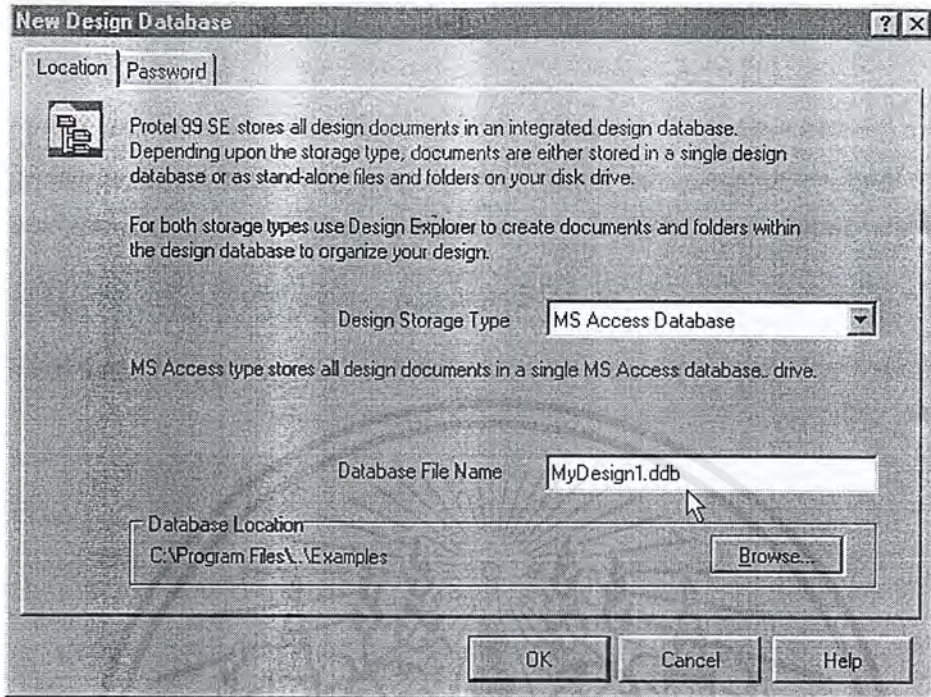 New Design Database
Location Password
Protel 99 SE stores all design documents in an integrated design database.
Depending upon the storage type, documents are either stored in a single design
database or as stand-alone files and folders on your disk drive.
For both storage types use Design Explorer to create documents and folders within
the design database to organize your design.
Design Storage Type MS Access Database
MS Access type stores all design documents in a single MS Access database.. drive.
Database File Name MyDesign1.ddb
Database Location
C:\Program Files\..\Examples Browse...
OK Cancel Help